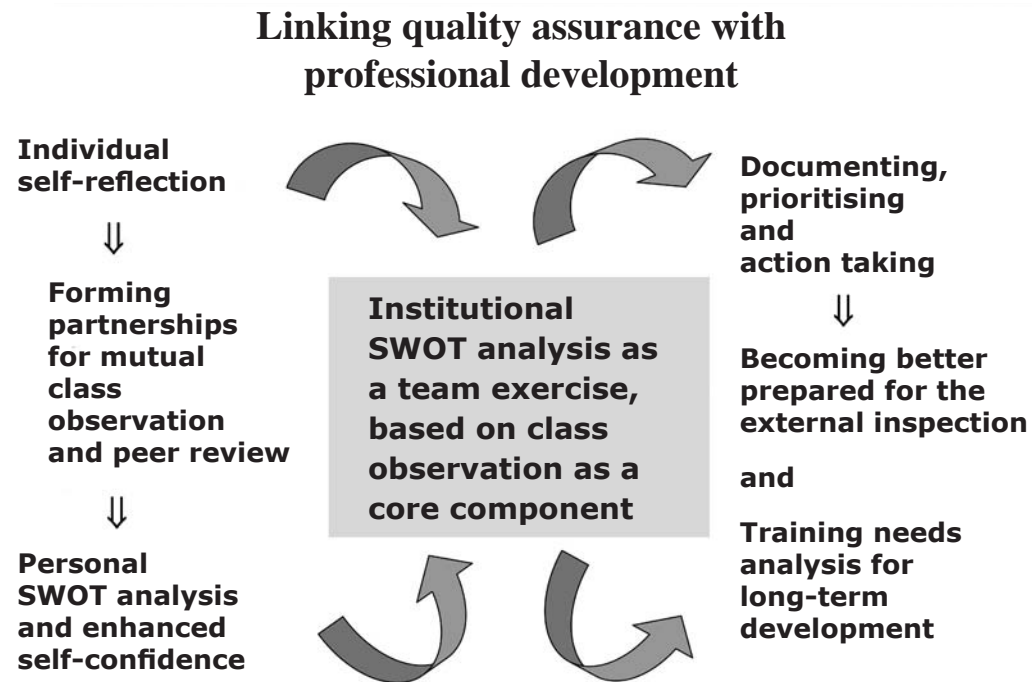 Linking quality assurance with
professional development
Individual
self-reflection
⇓
Forming
partnerships
for mutual
class
observation
and peer review
⇓
Personal
SWOT analysis
and enhanced
self-confidence
Institutional
SWOT analysis as
a team exercise,
based on class
observation as a
core component
Documenting,
prioritising
and
action taking
⇓
Becoming better
prepared for the
external inspection
and
Training needs
analysis for
long-term
development